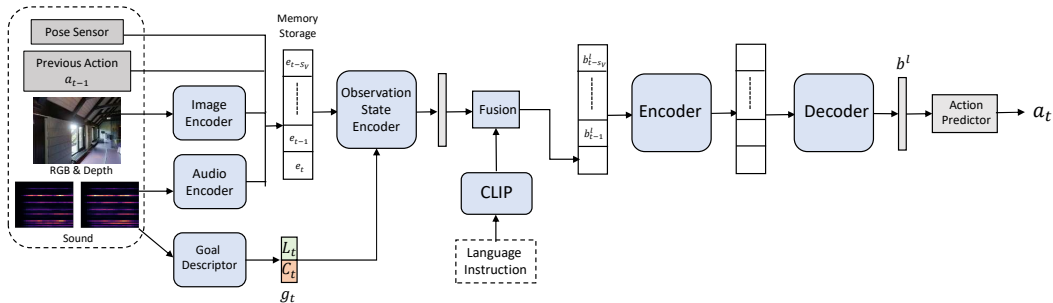 Pose Sensor
Previous Action
a_{t-1}
RGB & Depth
Sound
Image
Encoder
Audio
Encoder
Goal
Descriptor
L_t
C_t
g_t
Memory
Storage
e_{t-s_V}
e_{t-1}
e_t
Observation
State
Encoder
Fusion
CLIP
Language
Instruction
b^l_{t-s_V}
b^l_{t-1}
Encoder
Decoder
b^l
Action
Predictor
a_t